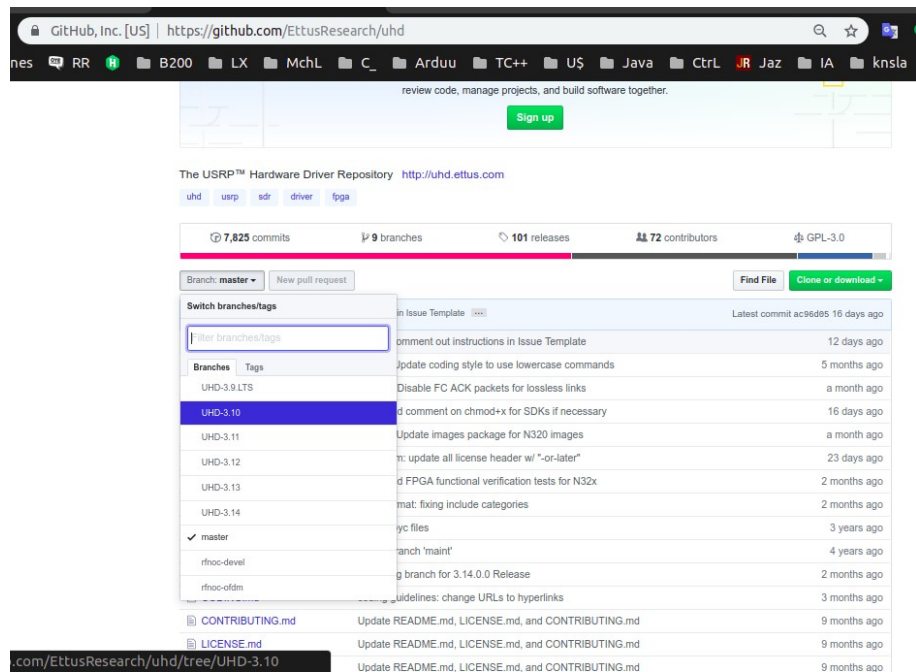 GitHub, Inc. [US] | https://github.com/EttusResearch/uhd
nes RR B200 LX MchL C_ Arduu TC++ U$ Java CtrL JR Jaz IA knsla
review code, manage projects, and build software together.
Sign up
The USRP™ Hardware Driver Repository http://uhd.ettus.com
uhd usrp sdr driver fpga
7,825 commits 9 branches 101 releases 72 contributors GPL-3.0
Branch: master New pull request Find File Clone or download
Switch branches/tags
in Issue Template ... Latest commit ac96d05 16 days ago
Filter branches/tags
omment out instructions in Issue Template 12 days ago
Branches Tags
Update coding style to use lowercase commands 5 months ago
UHD-3.9.LTS
Disable FC ACK packets for lossless links a month ago
UHD-3.10
d comment on chmod+x for SDKs if necessary 16 days ago
UHD-3.11
Update images package for N320 images a month ago
UHD-3.12
m: update all license header w/ "-or-later" 23 days ago
UHD-3.13
d FPGA functional verification tests for N32x 2 months ago
UHD-3.14
mat: fixing include categories 2 months ago
master
yc files 3 years ago
rfnoc-devel
ranch 'maint' 4 years ago
rfnoc-ofdm
g branch for 3.14.0.0 Release 2 months ago
guidelines: change URLs to hyperlinks 3 months ago
CONTRIBUTING.md Update README.md, LICENSE.md, and CONTRIBUTING.md 9 months ago
LICENSE.md Update README.md, LICENSE.md, and CONTRIBUTING.md 9 months ago
.com/EttusResearch/uhd/tree/UHD-3.10 Update README.md, LICENSE.md, and CONTRIBUTING.md 9 months ago